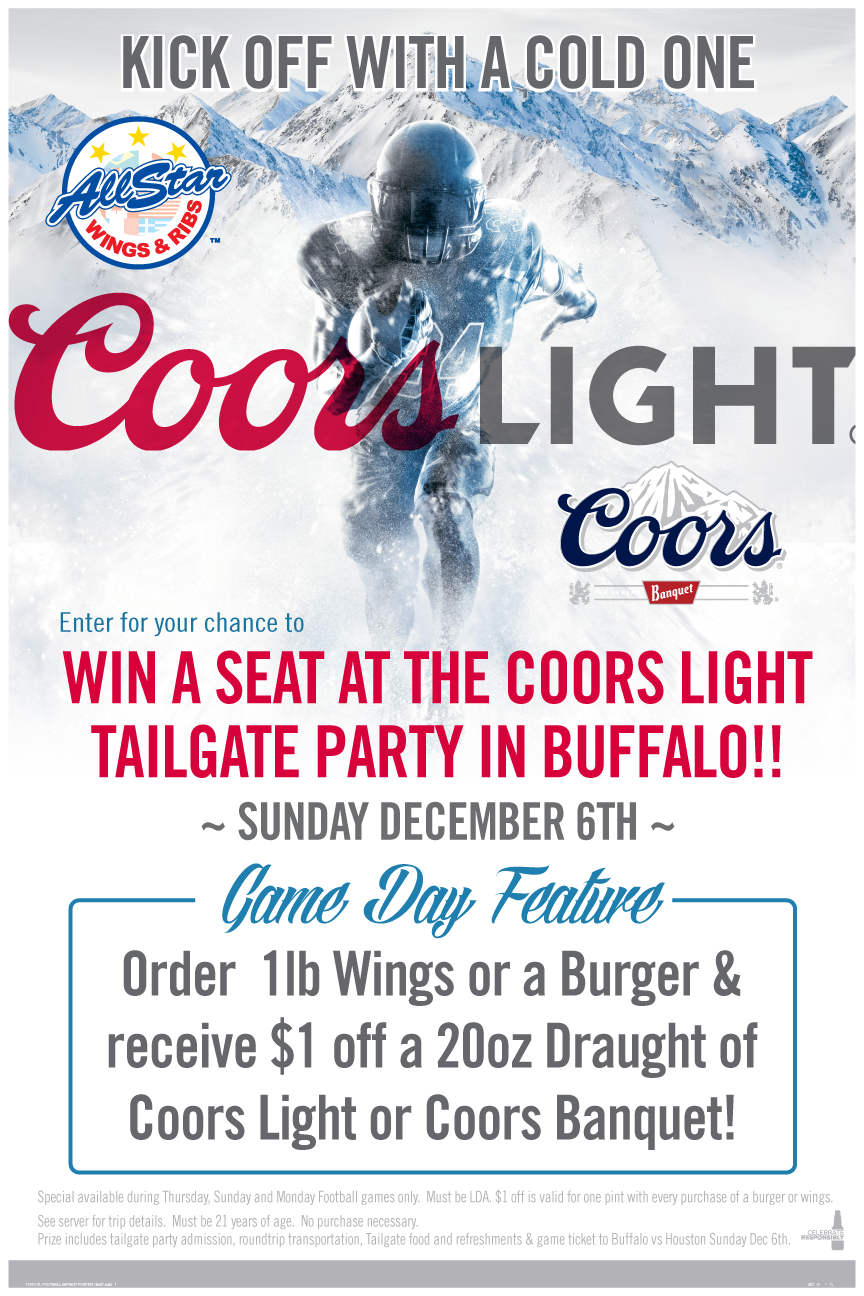 KICK OFF WITH A COLD ONE
AllStar
WINGS & RIBS
TM
Coors LIGHT
Coors
Banquet
Enter for your chance to
WIN A SEAT AT THE COORS LIGHT
TAILGATE PARTY IN BUFFALO!!
~ SUNDAY DECEMBER 6TH ~
Game Day Feature
Order 1lb Wings or a Burger &
receive $1 off a 20oz Draught of
Coors Light or Coors Banquet!
Special available during Thursday, Sunday and Monday Football games only. Must be LDA. $1 off is valid for one pint with every purchase of a burger or wings.
See server for trip details. Must be 21 years of age. No purchase necessary.
Prize includes tailgate party admission, roundtrip transportation, Tailgate food and refreshments & game ticket to Buffalo vs Houston Sunday Dec 6th.
CELEBRATE
RESPONSIBLY